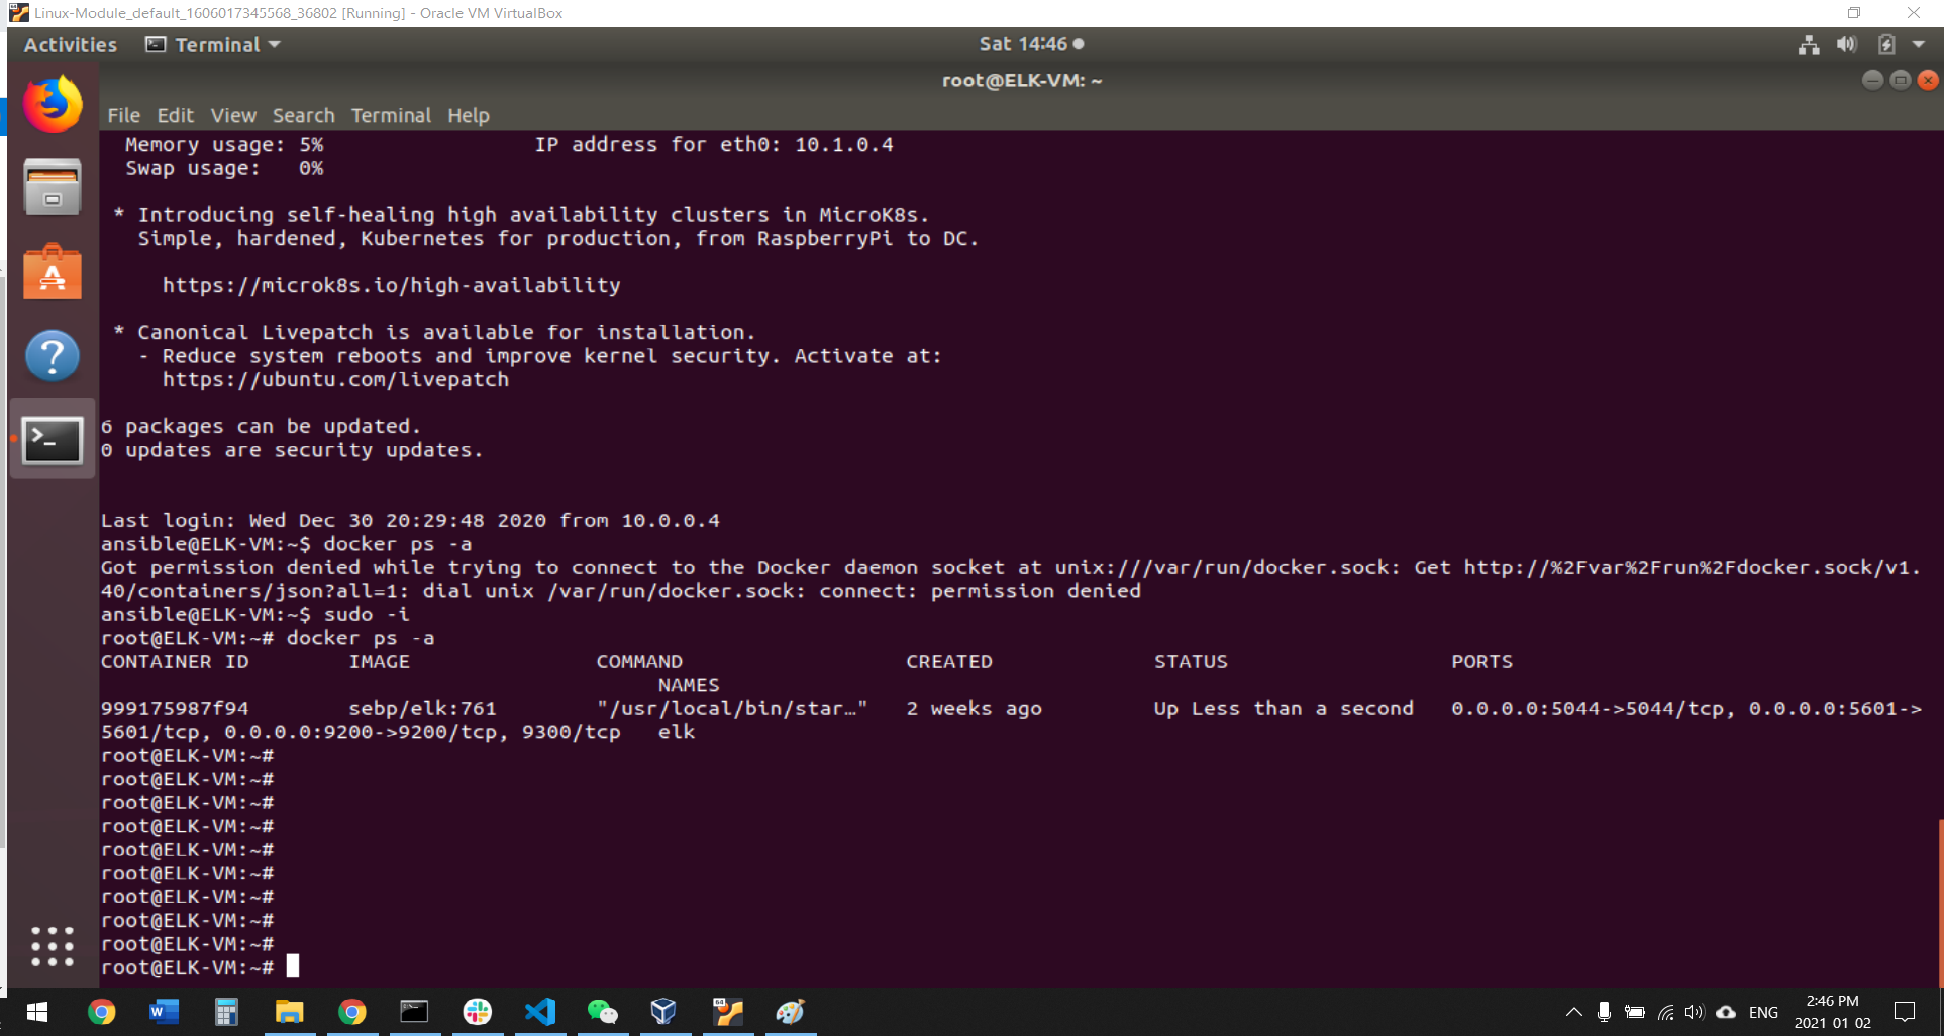 Linux-Module_default_1606017345568_36802 [Running] - Oracle VM VirtualBox
Activities Terminal Sat 14:46
root@ELK-VM: ~
File Edit View Search Terminal Help
Memory usage: 5% IP address for eth0: 10.1.0.4
Swap usage: 0%
* Introducing self-healing high availability clusters in MicroK8s.
Simple, hardened, Kubernetes for production, from RaspberryPi to DC.
https://microk8s.io/high-availability
* Canonical Livepatch is available for installation.
- Reduce system reboots and improve kernel security. Activate at:
https://ubuntu.com/livepatch
6 packages can be updated.
0 updates are security updates.
Last login: Wed Dec 30 20:29:48 2020 from 10.0.0.4
ansible@ELK-VM:~$ docker ps -a
Got permission denied while trying to connect to the Docker daemon socket at unix:///var/run/docker.sock: Get http://%2Fvar%2Frun%2Fdocker.sock/v1.
40/containers/json?all=1: dial unix /var/run/docker.sock: connect: permission denied
ansible@ELK-VM:~$ sudo -i
root@ELK-VM:~# docker ps -a
CONTAINER ID IMAGE COMMAND CREATED STATUS PORTS
NAMES
999175987f94 sebp/elk:761 "/usr/local/bin/star…" 2 weeks ago Up Less than a second 0.0.0.0:5044->5044/tcp, 0.0.0.0:5601->
5601/tcp, 0.0.0.0:9200->9200/tcp, 9300/tcp elk
root@ELK-VM:~#
root@ELK-VM:~#
root@ELK-VM:~#
root@ELK-VM:~#
root@ELK-VM:~#
root@ELK-VM:~#
root@ELK-VM:~#
root@ELK-VM:~#
root@ELK-VM:~#
root@ELK-VM:~#
ENG
2:46 PM
2021 01 02